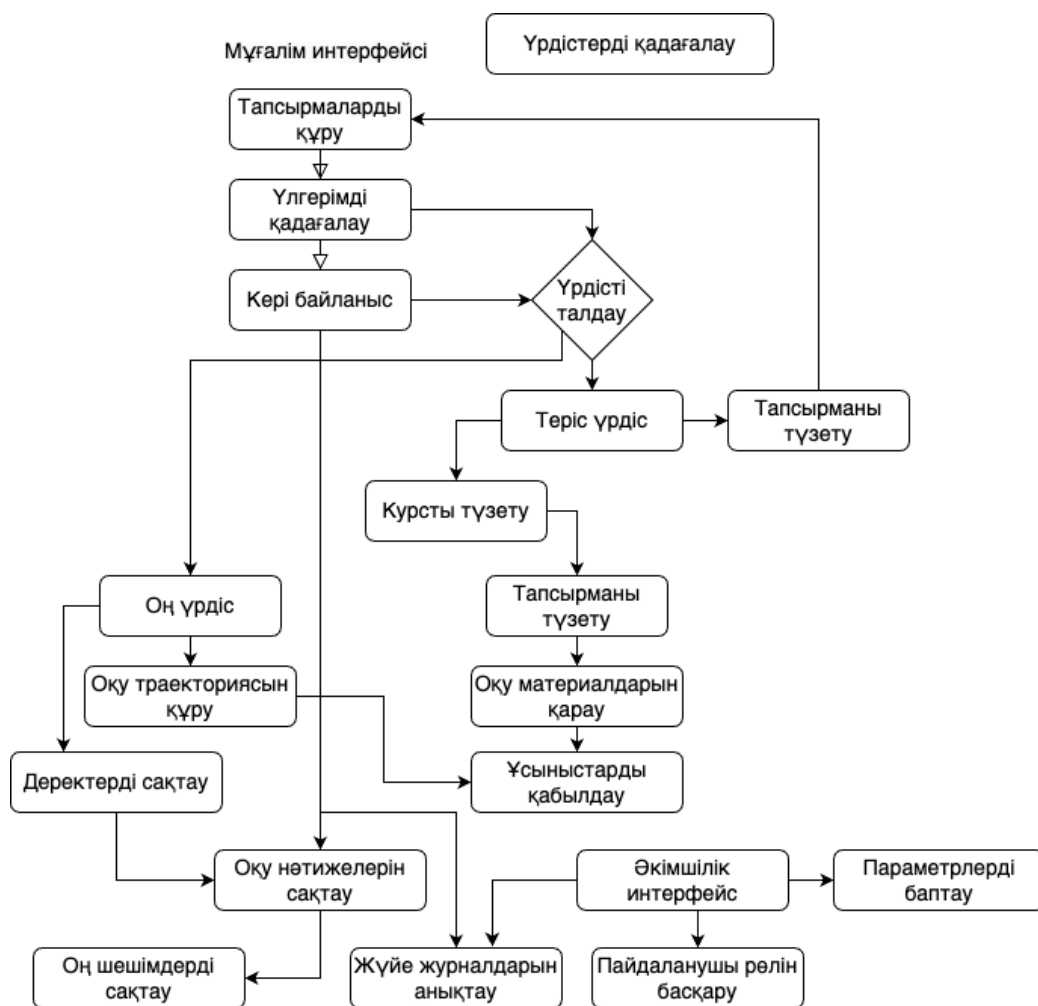 Мұғалім интерфейсі
Үрдістерді қадағалау
Тапсырмаларды
құру
Үлгерімді
қадағалау
Кері байланыс
Үрдісті
талдау
Теріс үрдіс
Тапсырманы
түзету
Курсты түзету
Оң үрдіс
Тапсырманы
түзету
Оқу траекториясын
құру
Оқу материалдарын
қарау
Деректерді сақтау
Ұсыныстарды
қабылдау
Оқу нәтижелерін
сақтау
Әкімшілік
интерфейс
Параметрлерді
баптау
Оң шешімдерді
сақтау
Жүйе журналдарын
анықтау
Пайдаланушы рөлін
басқару